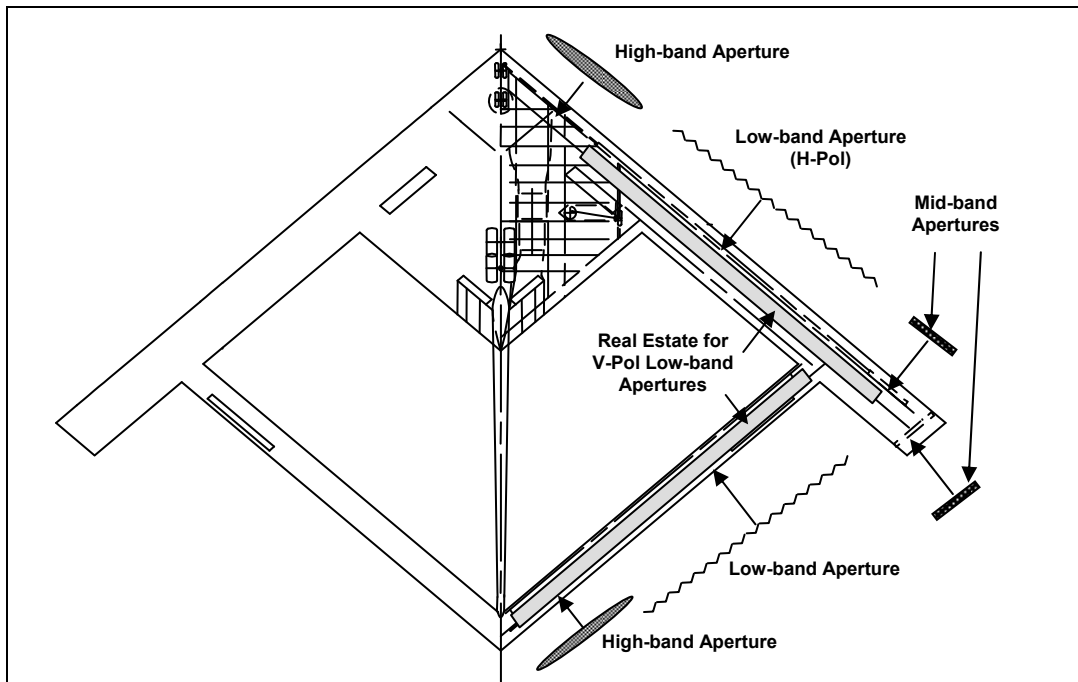 High-band Aperture
Low-band Aperture
(H-Pol)
Mid-band
Apertures
Real Estate for
V-Pol Low-band
Apertures
Low-band Aperture
High-band Aperture